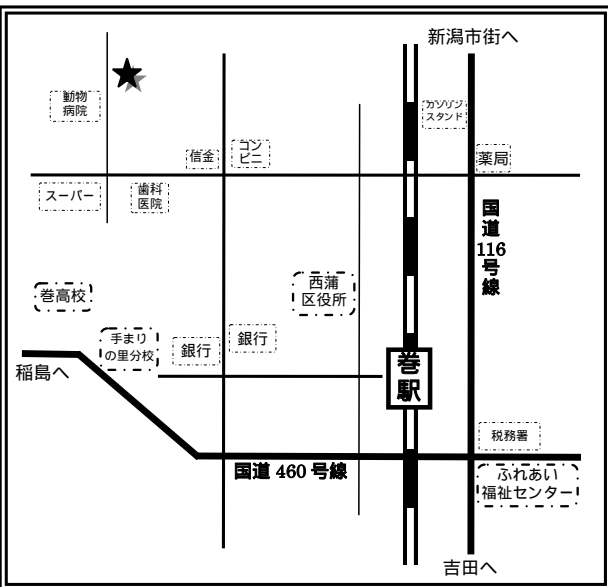 新潟市街へ
動物
病院
ガソリン
スタンド
信金
コン
ビニ
薬局
スーパー
歯科
医院
国道
116
号線
西蒲
区役所
巻高校
手まり
の里分校
銀行
銀行
巻駅
稲島へ
税務署
国道 460 号線
ふれあい
福祉センター
吉田へ